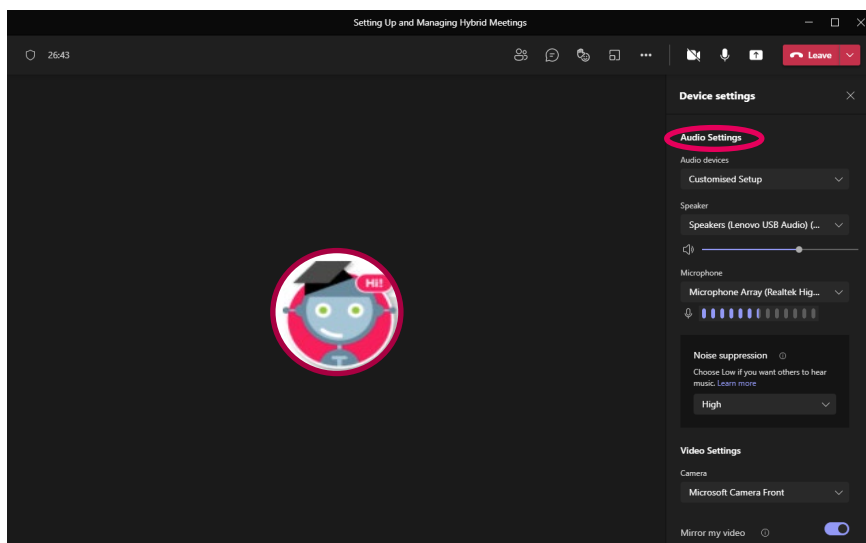 Setting Up and Managing Hybrid Meetings
26:43
Leave
Device settings
Audio Settings
Audio devices
Customised Setup
Speaker
Speakers (Lenovo USB Audio) (...
Microphone
Microphone Array (Realtek Hig...
Noise suppression
Choose Low if you want others to hear
music. Learn more
High
Video Settings
Camera
Microsoft Camera Front
Mirror my video
Hi!
T